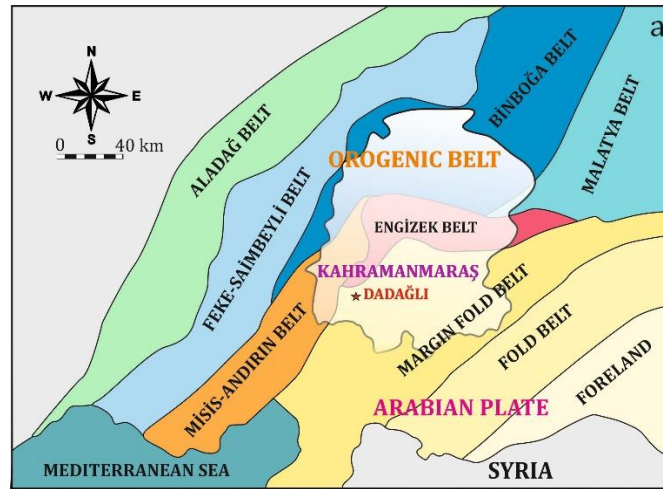 a
N
W E
S
0 40 km
ALADAĞ BELT
FEKE-SAİMBEYLİ BELT
BİNBOĞA BELT
MALATYA BELT
OROGENIC BELT
ENGİZEK BELT
KAHRAMANMARAŞ
DADAĞLI
MİSİS-ANDIRIN BELT
MARGIN FOLD BELT
FOLD BELT
FORELAND
ARABIAN PLATE
MEDITERRANEAN SEA
SYRIA